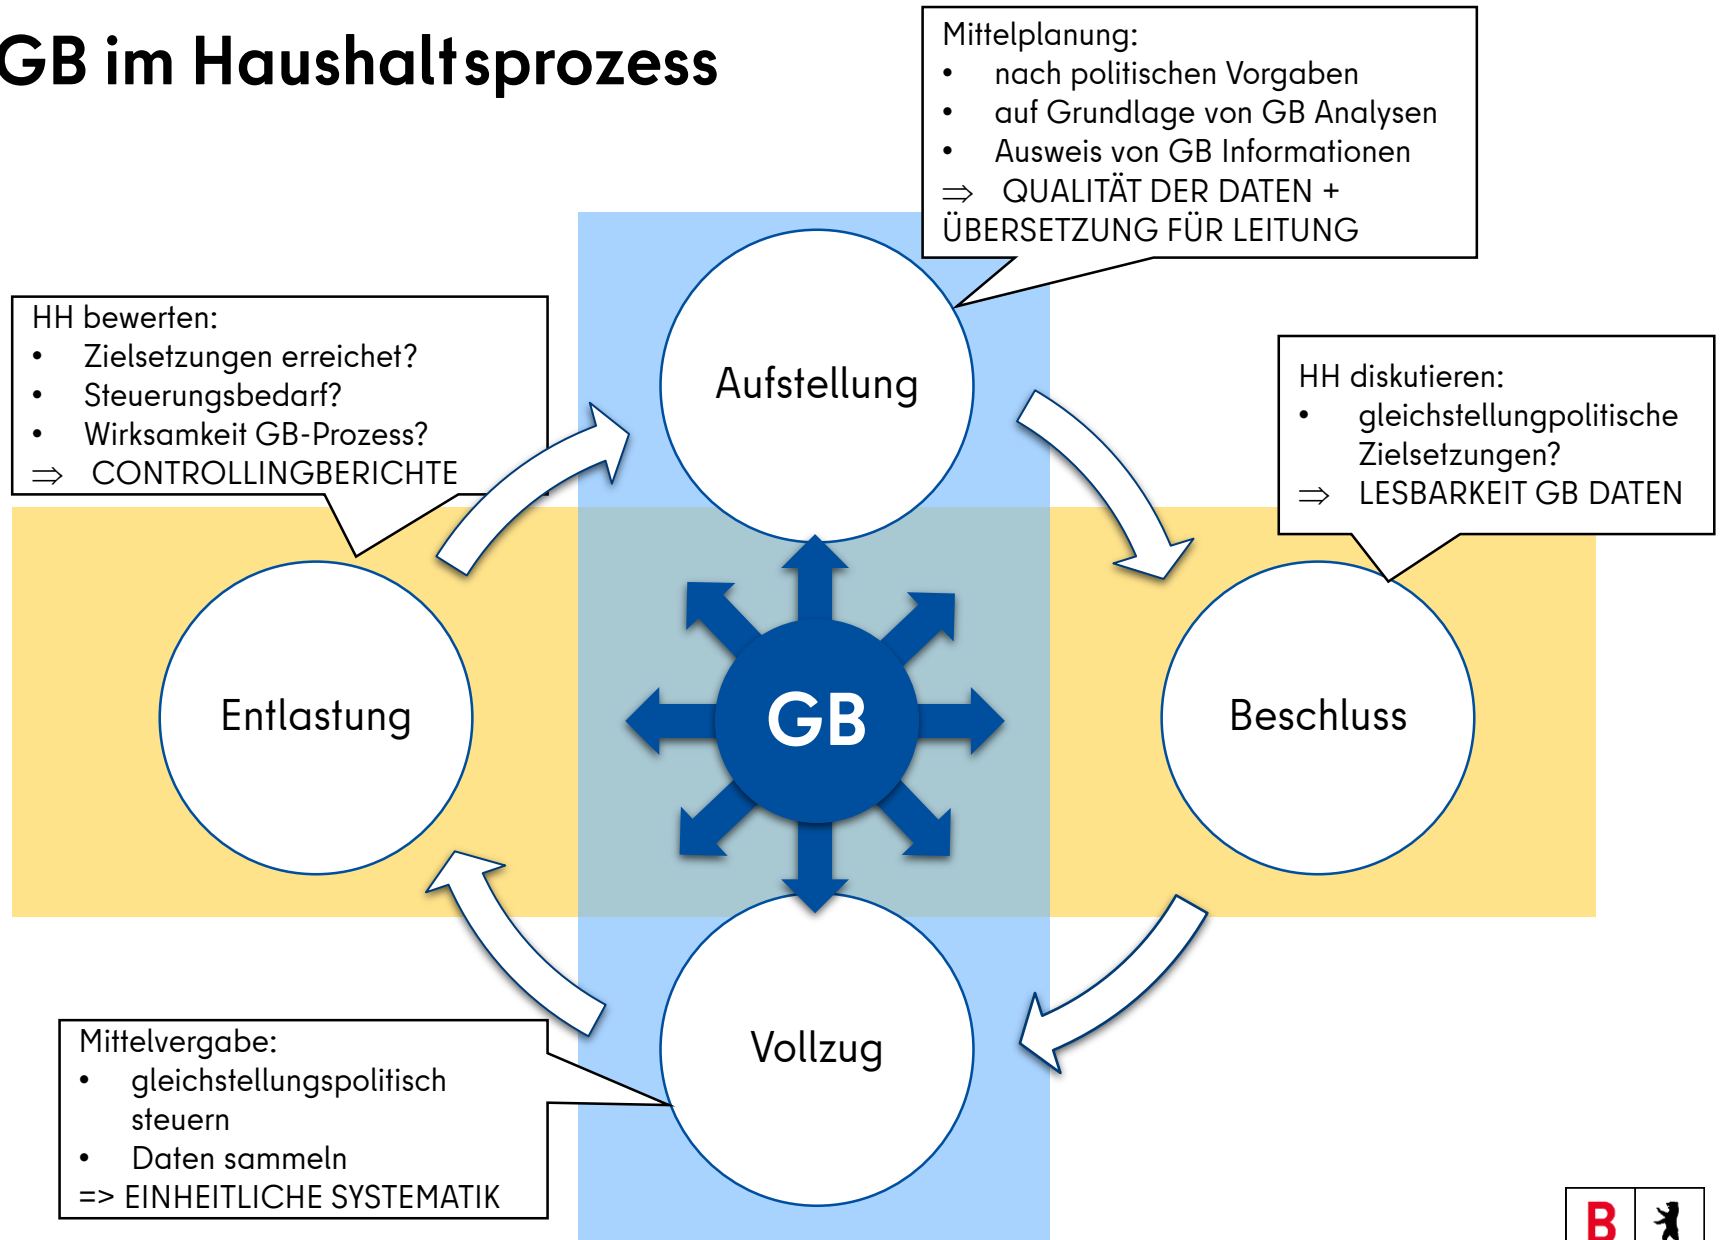 GB im Haushaltsprozess
Mittelplanung:
• nach politischen Vorgaben
• auf Grundlage von GB Analysen
• Ausweis von GB Informationen
⇒ QUALITÄT DER DATEN +
ÜBERSETZUNG FÜR LEITUNG
HH bewerten:
• Zielsetzungen erreichet?
• Steuerungsbedarf?
• Wirksamkeit GB-Prozess?
⇒ CONTROLLINGBERICHTE
Aufstellung
HH diskutieren:
• gleichstellungpolitische
Zielsetzungen?
⇒ LESBARKEIT GB DATEN
Entlastung
GB
Beschluss
Vollzug
Mittelvergabe:
• gleichstellungspolitisch
steuern
• Daten sammeln
=> EINHEITLICHE SYSTEMATIK
B